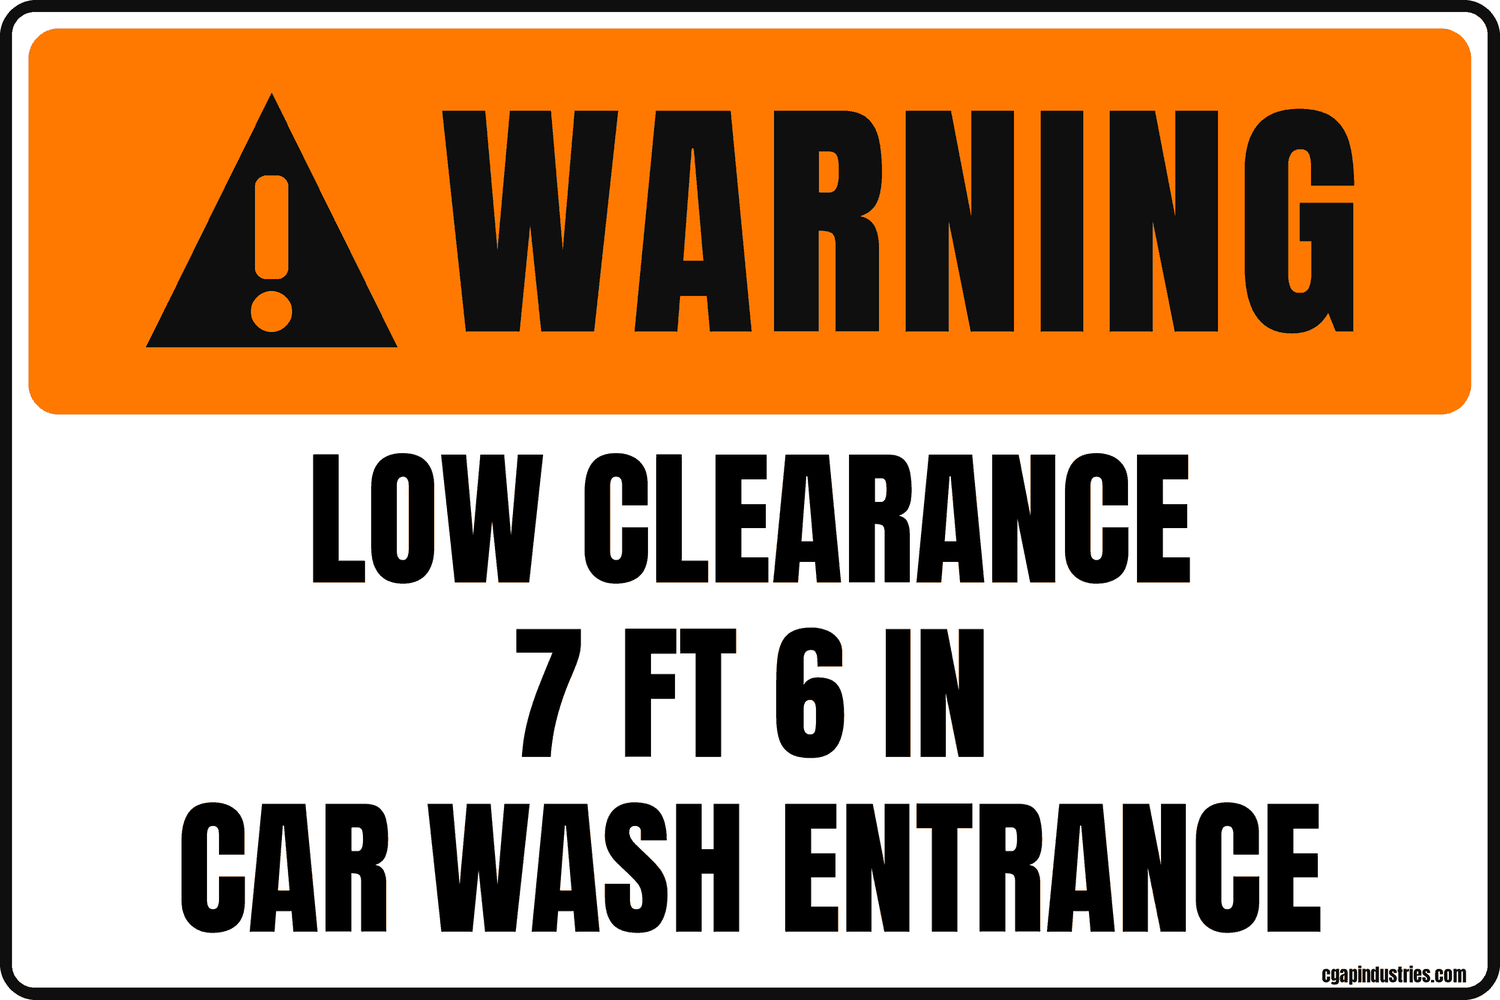 WARNING
LOW CLEARANCE
7 FT 6 IN
CAR WASH ENTRANCE
cgapindustries.com